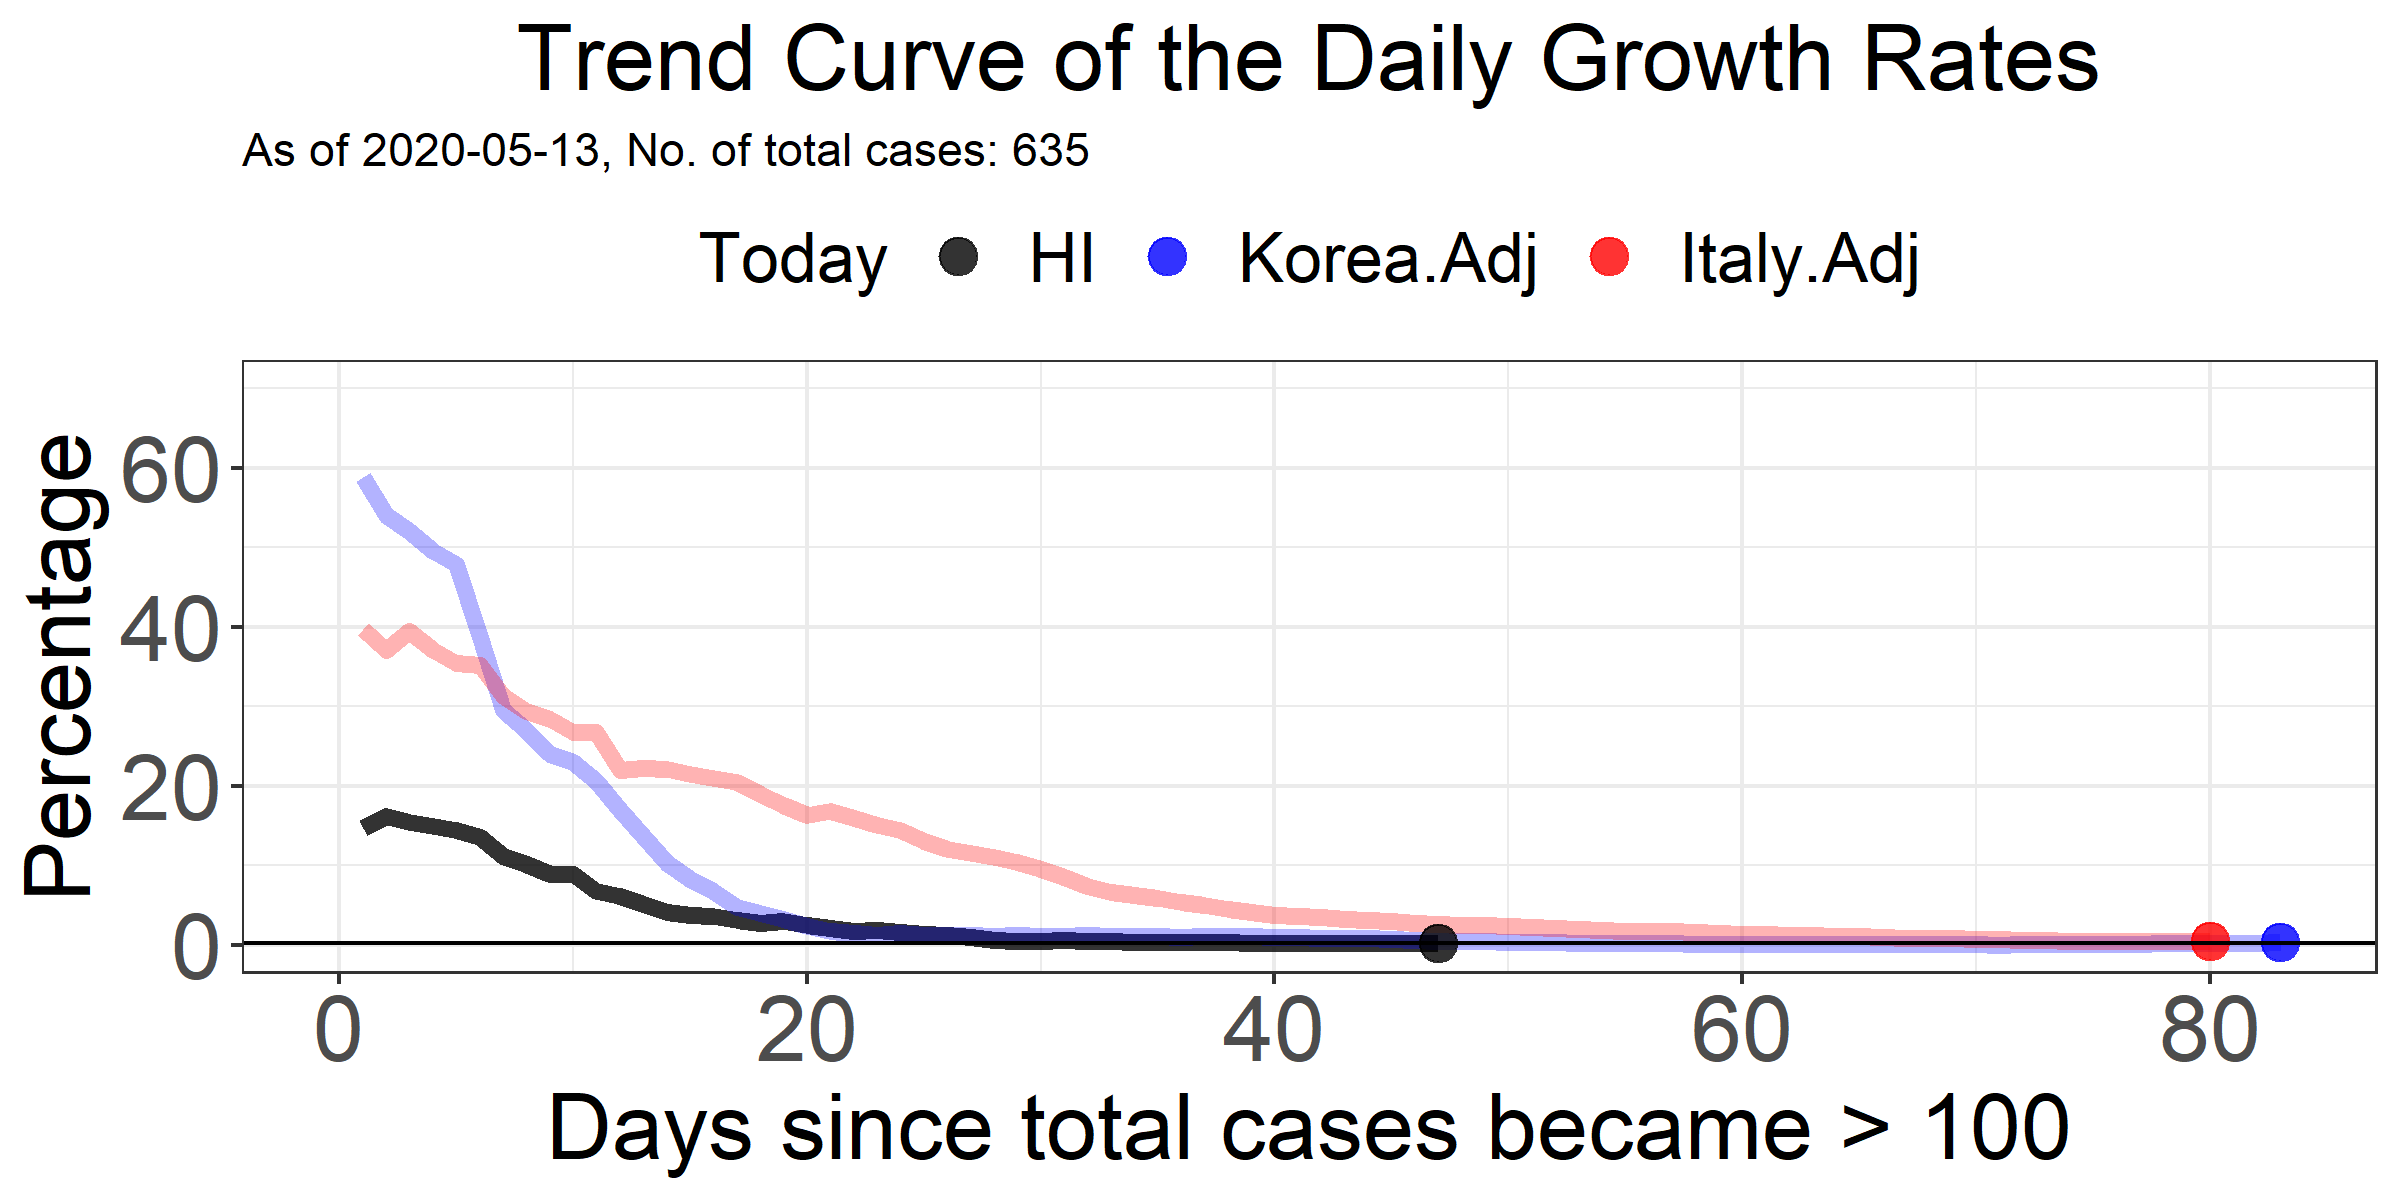 Trend Curve of the Daily Growth Rates
As of 2020-05-13, No. of total cases: 635
Today HI Korea.Adj Italy.Adj
Percentage
60
40
20
0
0 20 40 60 80
Days since total cases became > 100